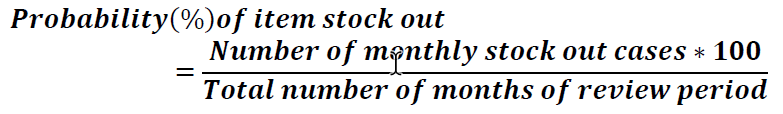 Probability(%)of item stock out
= Number of monthly stock out cases * 100
Total number of months of review period